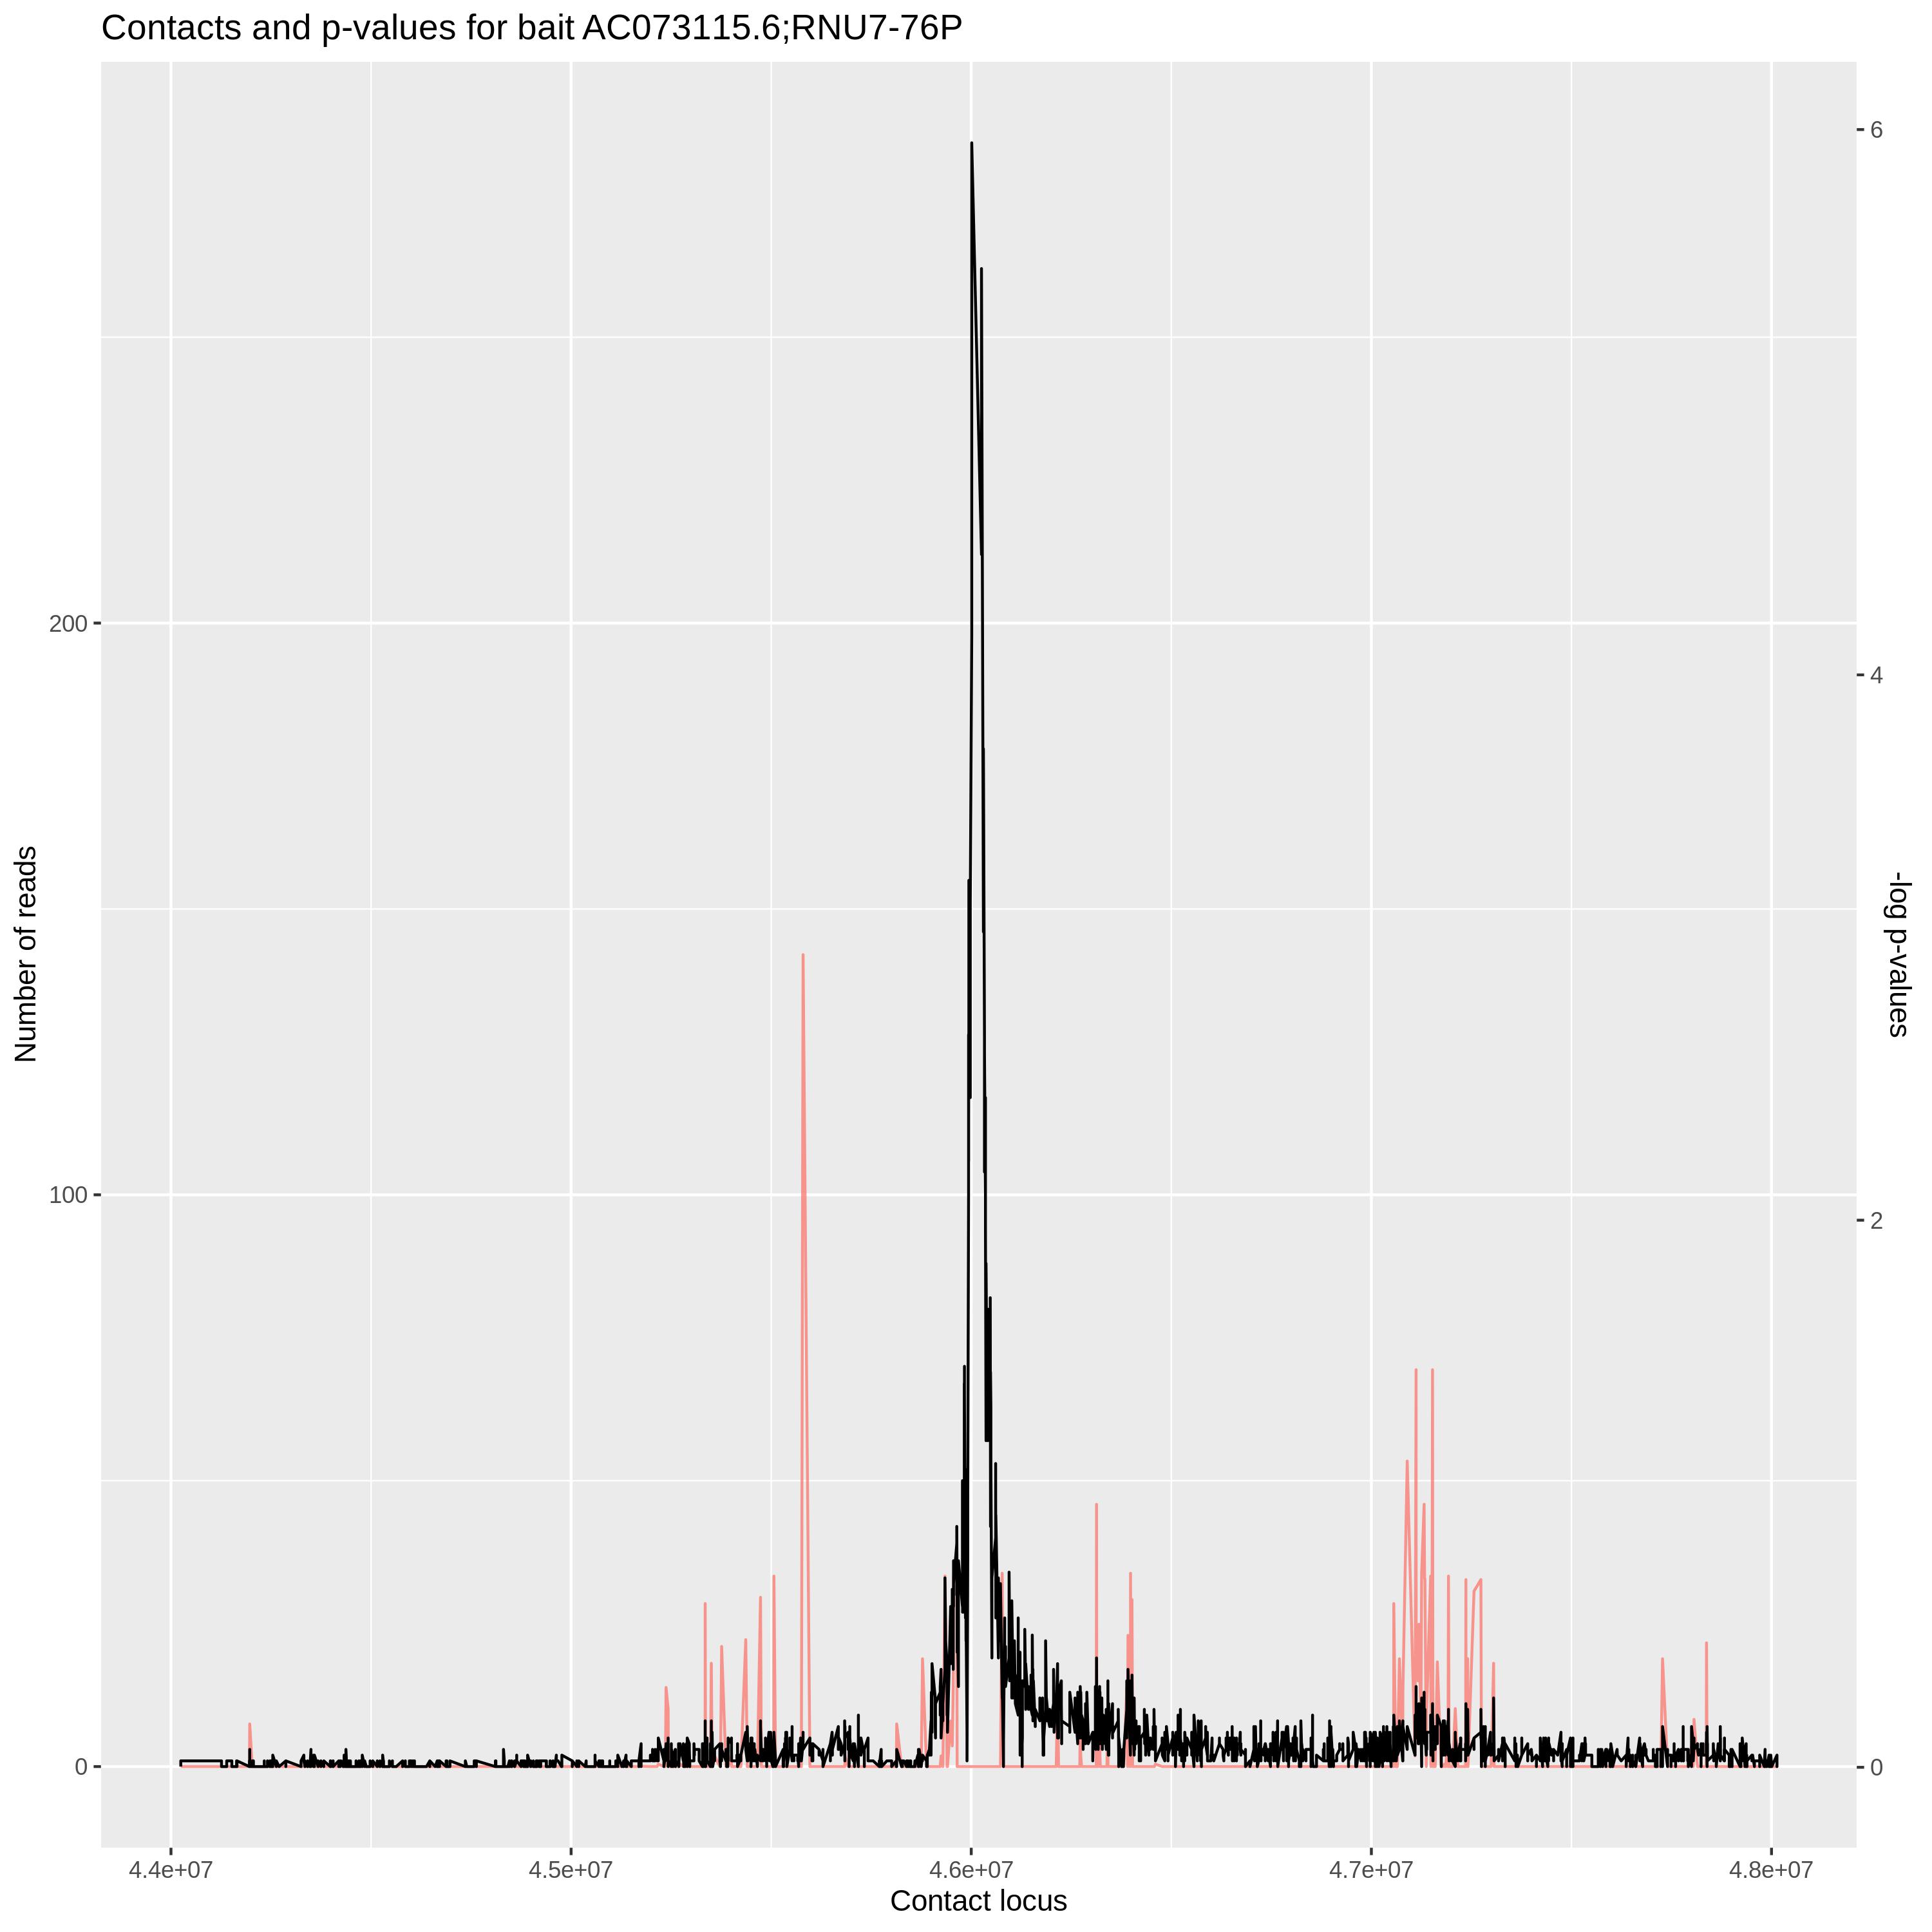 Contacts and p-values for bait AC073115.6;RNU7-76P
Number of reads
200
100
0
6
4
2
0
-log p-values
4.4e+07
4.5e+07
4.6e+07
4.7e+07
4.8e+07
Contact locus